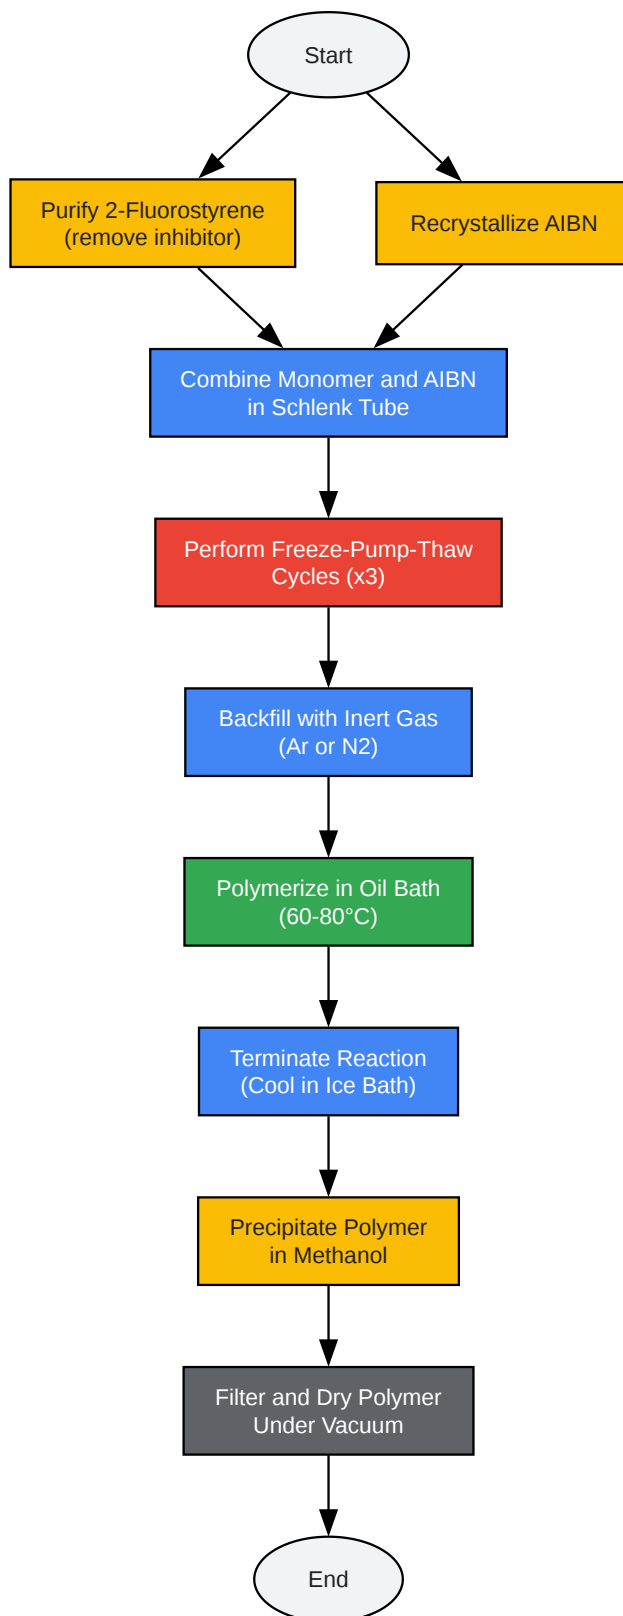 Start
Purify 2-Fluorostyrene
(remove inhibitor)
Recrystallize AIBN
Combine Monomer and AIBN
in Schlenk Tube
Perform Freeze-Pump-Thaw
Cycles (x3)
Backfill with Inert Gas
(Ar or N2)
Polymerize in Oil Bath
(60-80°C)
Terminate Reaction
(Cool in Ice Bath)
Precipitate Polymer
in Methanol
Filter and Dry Polymer
Under Vacuum
End